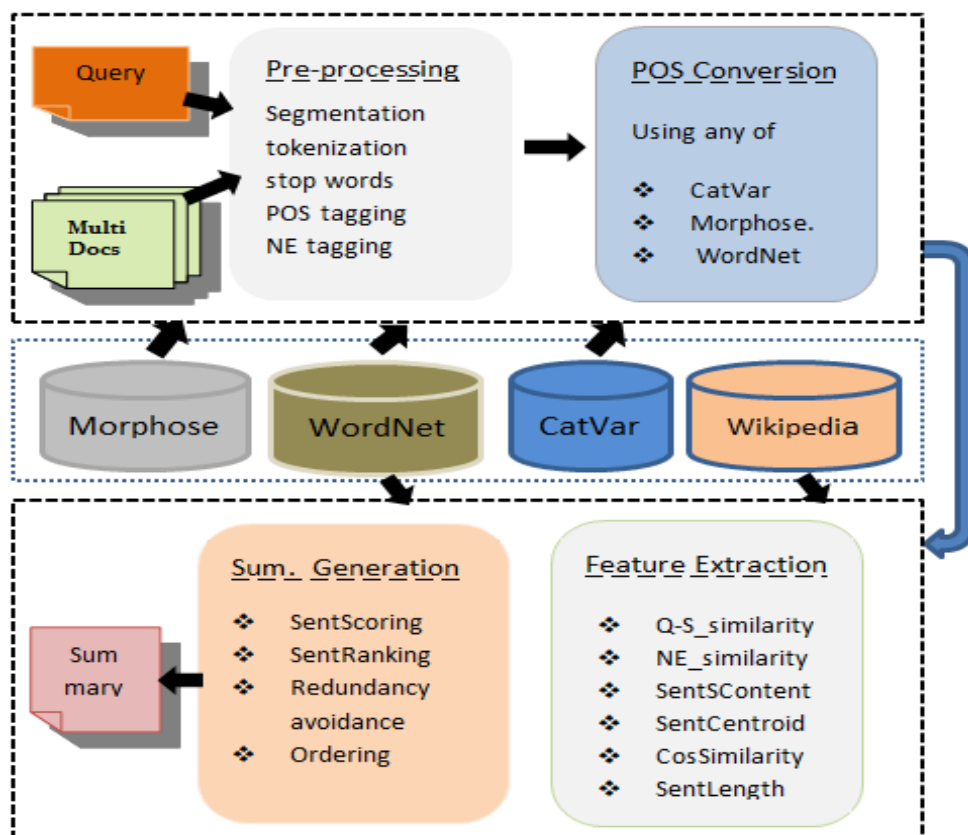 Query
Multi
Docs
Pre-processing
Segmentation
tokenization
stop words
POS tagging
NE tagging
POS Conversion
Using any of
❖ CatVar
❖ Morphose.
❖ WordNet
Morphose
WordNet
CatVar
Wikipedia
Sum
mary
Sum. Generation
❖ SentScoring
❖ SentRanking
❖ Redundancy
avoidance
❖ Ordering
Feature Extraction
❖ Q-S_similarity
❖ NE_similarity
❖ SentSContent
❖ SentCentroid
❖ CosSimilarity
❖ SentLength